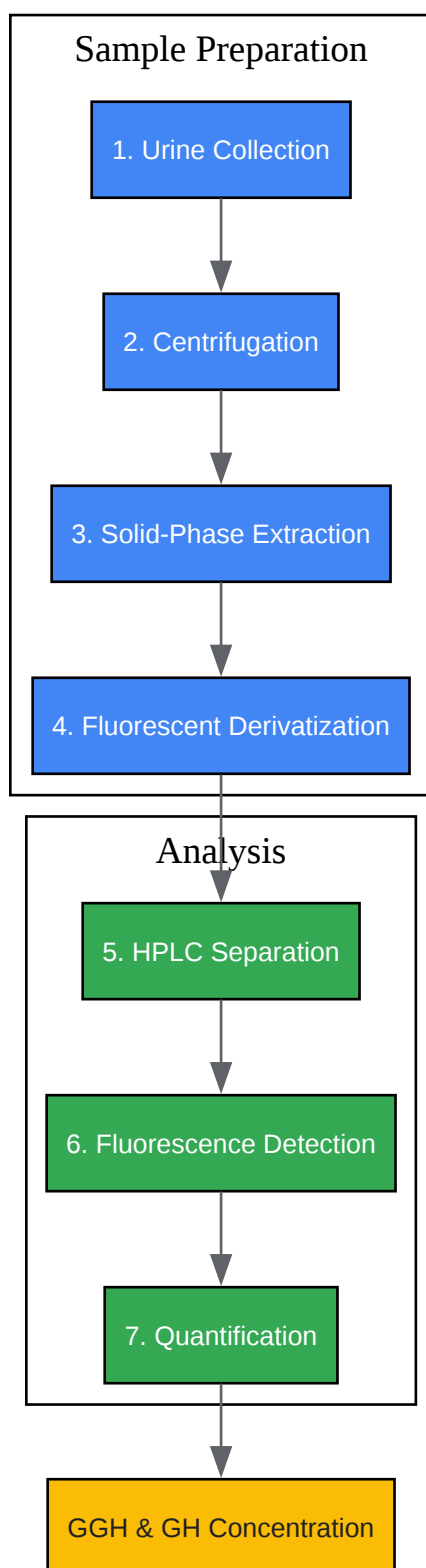 Sample Preparation
1. Urine Collection
2. Centrifugation
3. Solid-Phase Extraction
4. Fluorescent Derivatization
Analysis
5. HPLC Separation
6. Fluorescence Detection
7. Quantification
GGH & GH Concentration